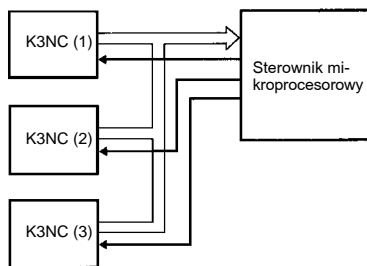 K3NC (1)
Sterownik mi-
kroprocesorowy
K3NC (2)
K3NC (3)